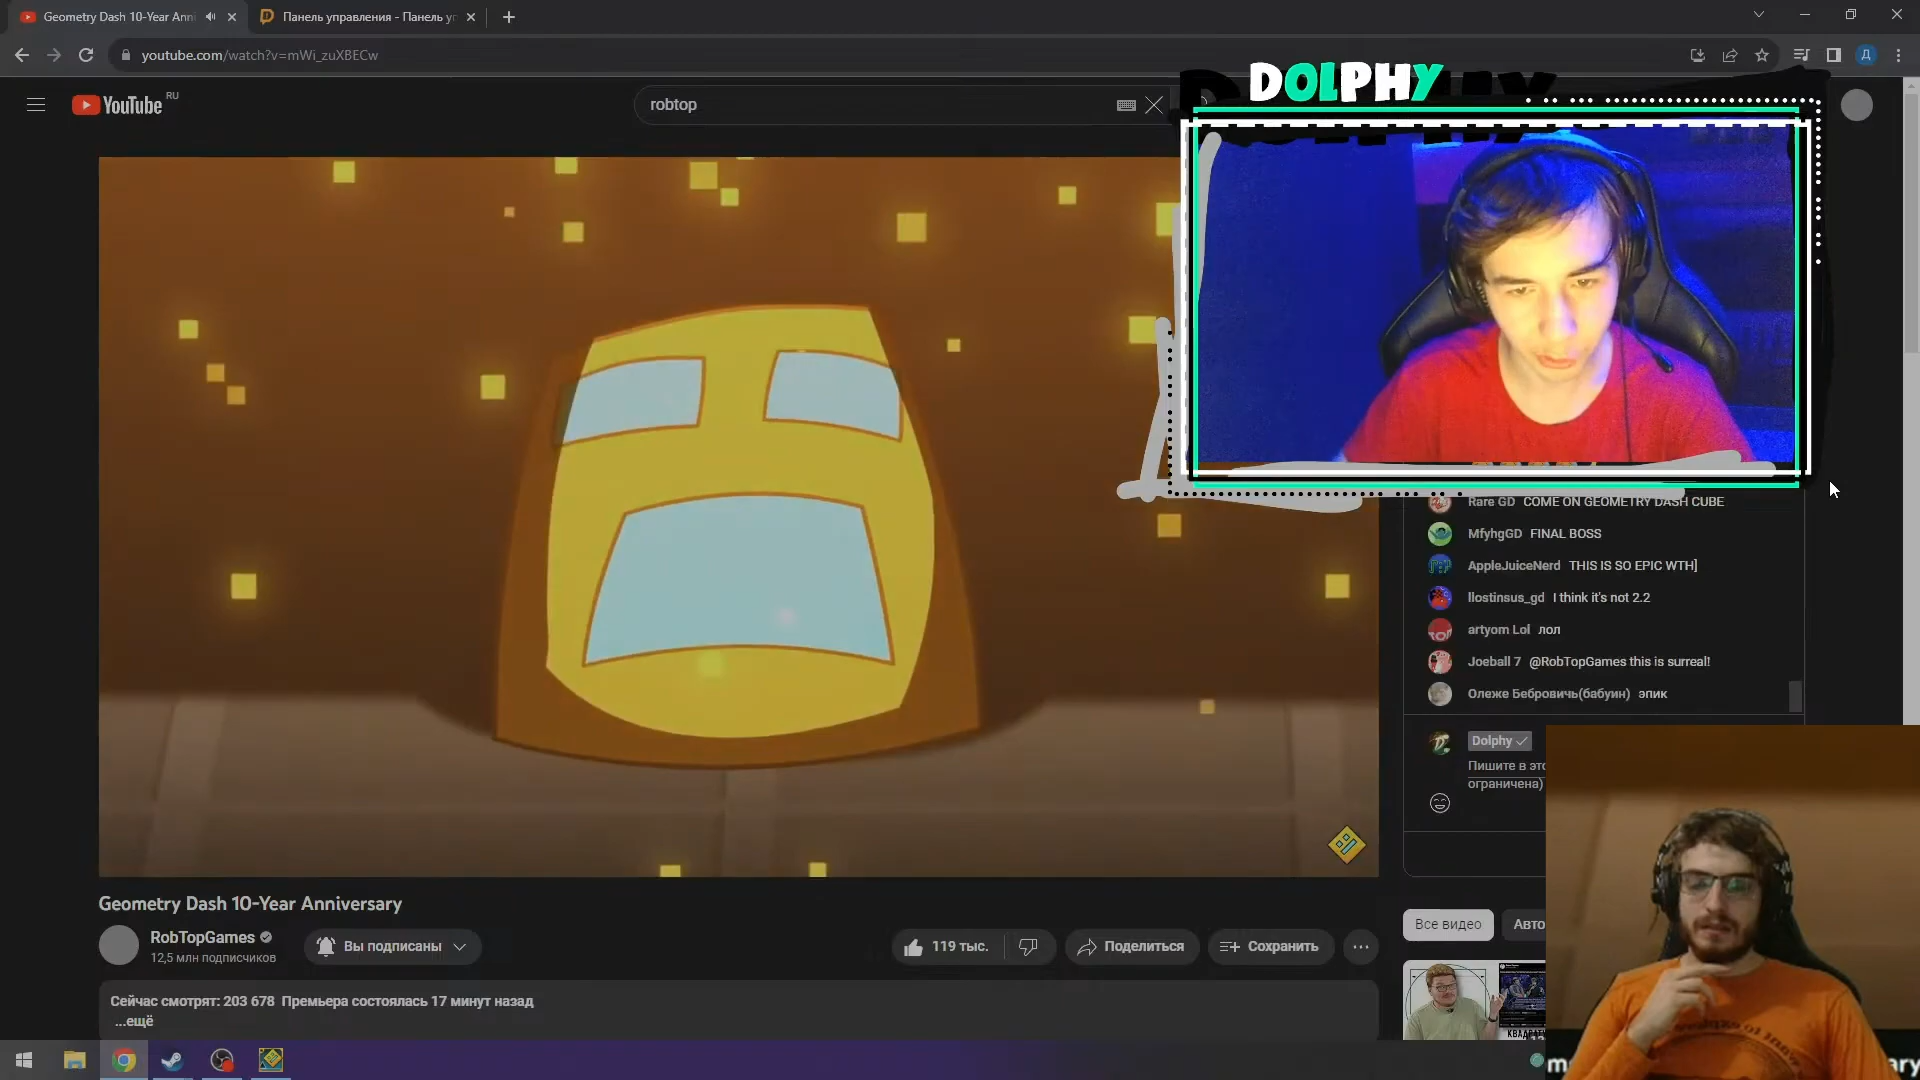 Geometry Dash 10-Year Anni
Панель управления - Панель уп
youtube.com/watch?v=mWi_zuXBECw
Д
DOLPHY
YouTube RU
robtop
Rare GD COME ON GEOMETRY DASH CUBE
MfyhgGD FINAL BOSS
AppleJuiceNerd THIS IS SO EPIC WTH]
llostinsus_gd I think it's not 2.2
artyom Lol лол
Joeball 7 @RobTopGames this is surreal!
Олеже Бебровичь(бабуин) эпик
Dolphy
Пишите в это
ограничена)
Geometry Dash 10-Year Anniversary
RobTopGames
12,5 млн подписчиков
Вы подписаны
119 тыс.
Поделиться
Сохранить
Все видео
Авто
Сейчас смотрят: 203 678 Премьера состоялась 17 минут назад
...ещё